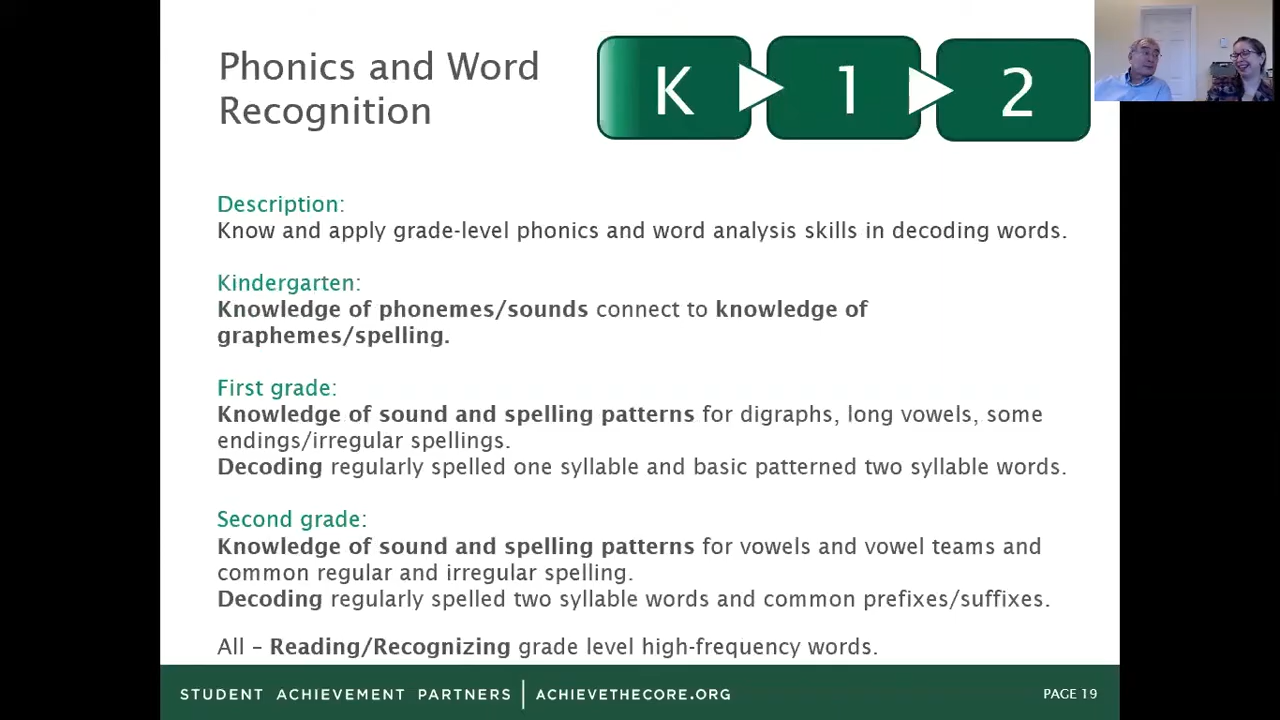 Phonics and Word
Recognition
K 1 2
Description:
Know and apply grade-level phonics and word analysis skills in decoding words.
Kindergarten:
Knowledge of phonemes/sounds connect to knowledge of
graphemes/spelling.
First grade:
Knowledge of sound and spelling patterns for digraphs, long vowels, some
endings/irregular spellings.
Decoding regularly spelled one syllable and basic patterned two syllable words.
Second grade:
Knowledge of sound and spelling patterns for vowels and vowel teams and
common regular and irregular spelling.
Decoding regularly spelled two syllable words and common prefixes/suffixes.
All – Reading/Recognizing grade level high-frequency words.
STUDENT ACHIEVEMENT PARTNERS | ACHIEVETHECORE.ORG PAGE 19